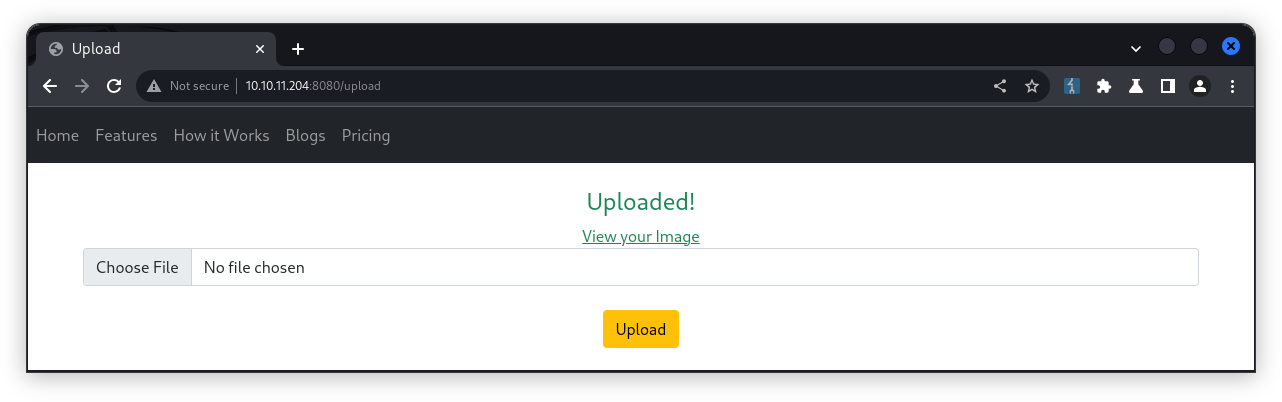 Upload
Not secure 10.10.11.204:8080/upload
Home Features How it Works Blogs Pricing
Uploaded!
View your Image
Choose File No file chosen
Upload